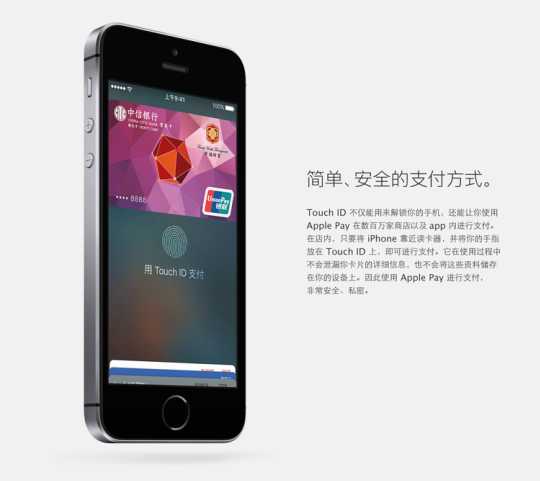 上午9:41
100%
中信银行
CHINA CITIC BANK
•••• 8888
UnionPay
银联
用 Touch ID 支付
简单、安全的支付方式。
Touch ID 不仅能用来解锁你的手机，还能让你使用
Apple Pay 在数百万家商店以及 app 内进行支付。
在店内，只要将 iPhone 靠近读卡器，并将你的手指
放在 Touch ID 上，即可进行支付。它在使用过程中
不会泄漏你卡片的详细信息，也不会将这些资料储存
在你的设备上。因此使用 Apple Pay 进行支付，
非常安全、私密。